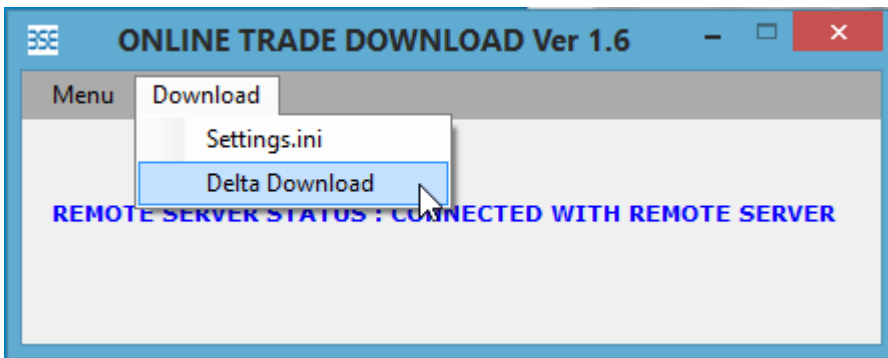 BSE ONLINE TRADE DOWNLOAD Ver 1.6
Menu Download
Settings.ini
Delta Download
REMOTE SERVER STATUS : CONNECTED WITH REMOTE SERVER